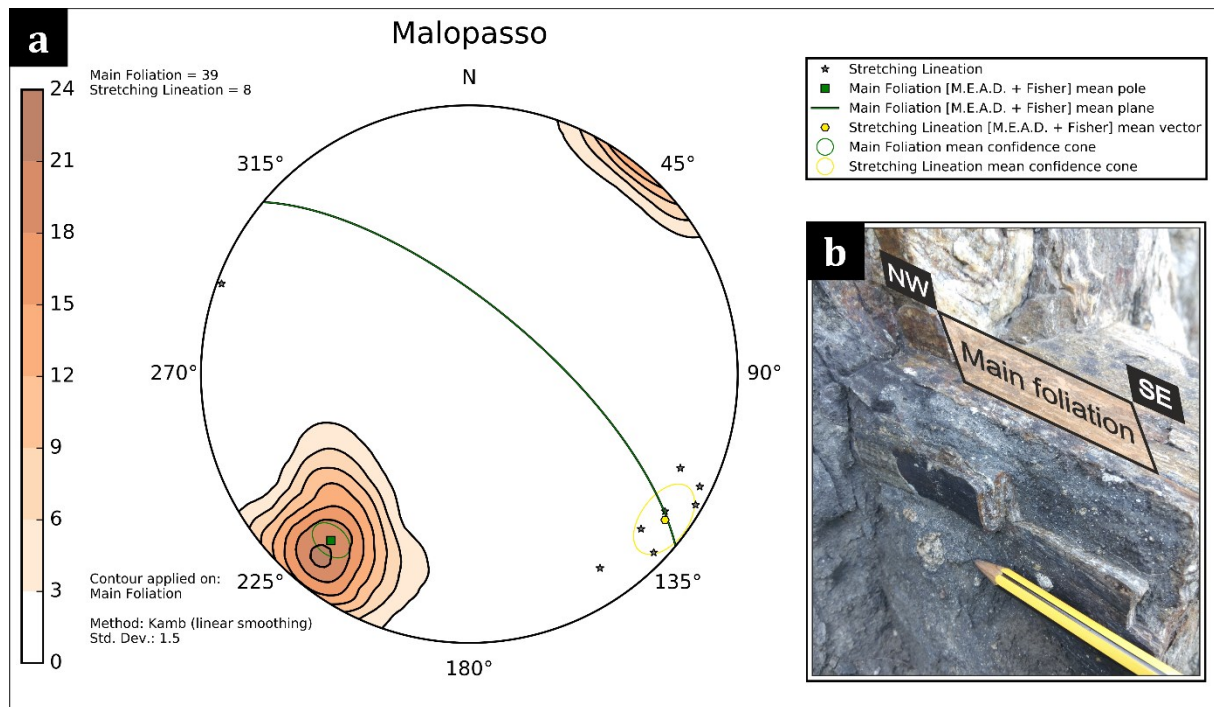 a
Malopasso
Main Foliation = 39
Stretching Lineation = 8
24
21
18
15
12
9
6
3
0
N
45°
90°
135°
180°
225°
270°
315°
Contour applied on:
Main Foliation
Method: Kamb (linear smoothing)
Std. Dev.: 1.5
Stretching Lineation
Main Foliation [M.E.A.D. + Fisher] mean pole
Main Foliation [M.E.A.D. + Fisher] mean plane
Stretching Lineation [M.E.A.D. + Fisher] mean vector
Main Foliation mean confidence cone
Stretching Lineation mean confidence cone
b
NW
Main foliation
SE